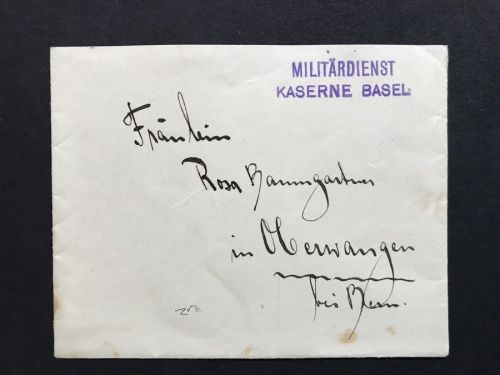 MILITÄRDIENST
KASERNE BASEL
Fräulein
Rosa Baumgartner
in Oberwangen
bei Bern.